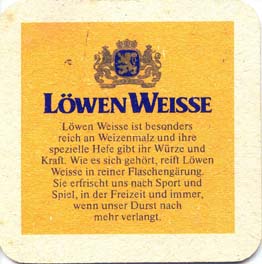 LÖWEN WEISSE
Löwen Weisse ist besonders
reich an Weizenmalz und ihre
spezielle Hefe gibt ihr Würze und
Kraft. Wie es sich gehört, reift Löwen
Weisse in reiner Flaschengärung.
Sie erfrischt uns nach Sport und
Spiel, in der Freizeit und immer,
wenn unser Durst nach
mehr verlangt.